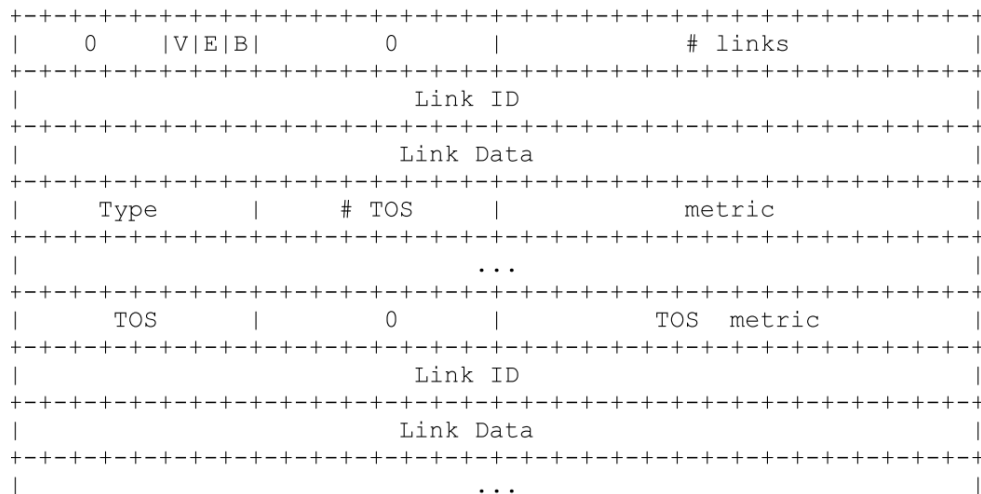 +-+-+-+-+-+-+-+-+-+-+-+-+-+-+-+-+-+-+-+-+-+-+-+-+-+-+-+-+-+-+-+-+
|    0    |V|E|B|        0      |            # links            |
+-+-+-+-+-+-+-+-+-+-+-+-+-+-+-+-+-+-+-+-+-+-+-+-+-+-+-+-+-+-+-+-+
|                          Link ID                              |
+-+-+-+-+-+-+-+-+-+-+-+-+-+-+-+-+-+-+-+-+-+-+-+-+-+-+-+-+-+-+-+-+
|                         Link Data                             |
+-+-+-+-+-+-+-+-+-+-+-+-+-+-+-+-+-+-+-+-+-+-+-+-+-+-+-+-+-+-+-+-+
|     Type      |     # TOS     |            metric             |
+-+-+-+-+-+-+-+-+-+-+-+-+-+-+-+-+-+-+-+-+-+-+-+-+-+-+-+-+-+-+-+-+
|                              ...                              |
+-+-+-+-+-+-+-+-+-+-+-+-+-+-+-+-+-+-+-+-+-+-+-+-+-+-+-+-+-+-+-+-+
|      TOS      |        0      |          TOS  metric          |
+-+-+-+-+-+-+-+-+-+-+-+-+-+-+-+-+-+-+-+-+-+-+-+-+-+-+-+-+-+-+-+-+
|                          Link ID                              |
+-+-+-+-+-+-+-+-+-+-+-+-+-+-+-+-+-+-+-+-+-+-+-+-+-+-+-+-+-+-+-+-+
|                         Link Data                             |
+-+-+-+-+-+-+-+-+-+-+-+-+-+-+-+-+-+-+-+-+-+-+-+-+-+-+-+-+-+-+-+-+
|                              ...                              |